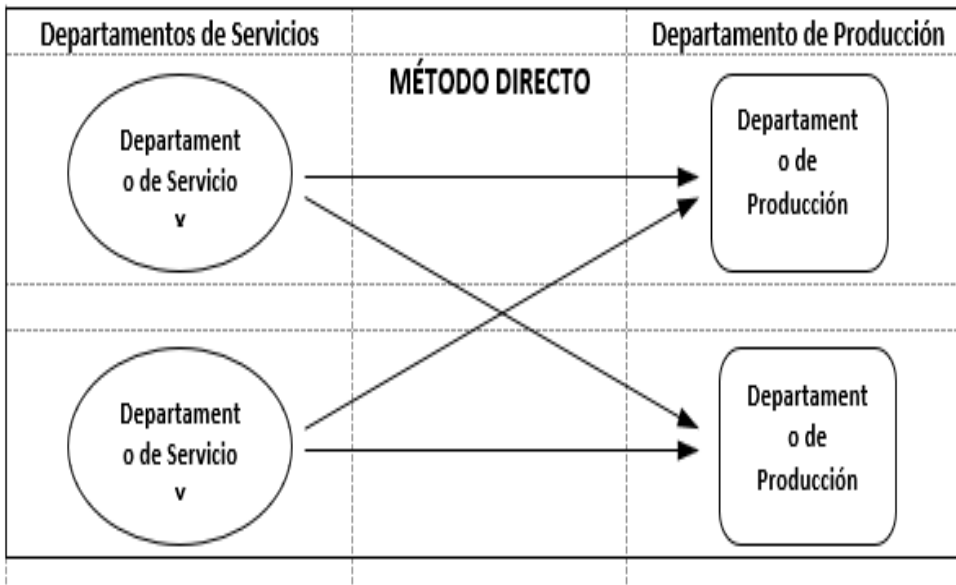 Departamentos de Servicios
Departamento de Producción
MÉTODO DIRECTO
Departament
o de Servicio
Departament
o de
Producción
Departament
o de Servicio
Departament
o de
Producción